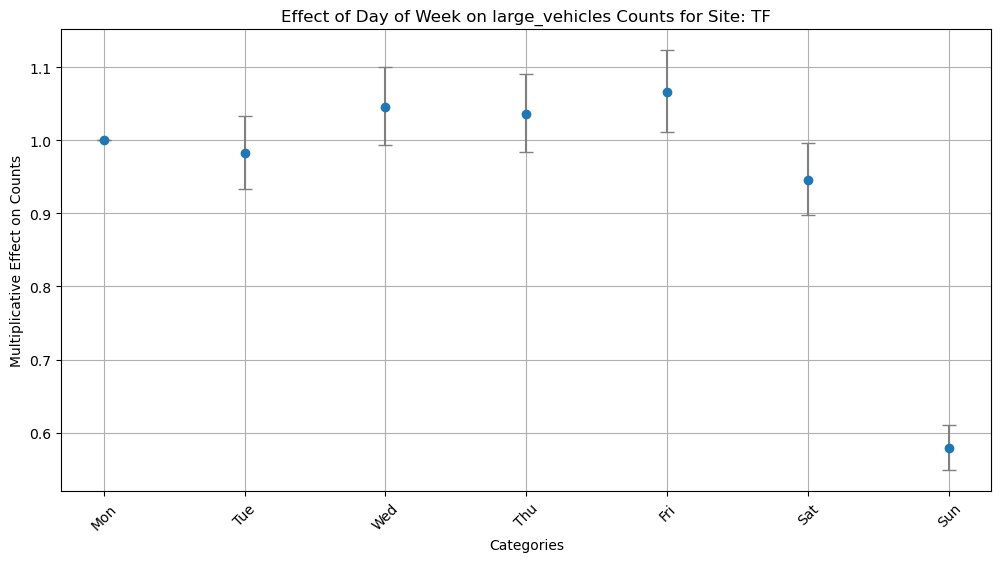 Effect of Day of Week on large_vehicles Counts for Site: TF
Multiplicative Effect on Counts
1.1
1.0
0.9
0.8
0.7
0.6
Mon
Tue
Wed
Thu
Fri
Sat
Sun
Categories